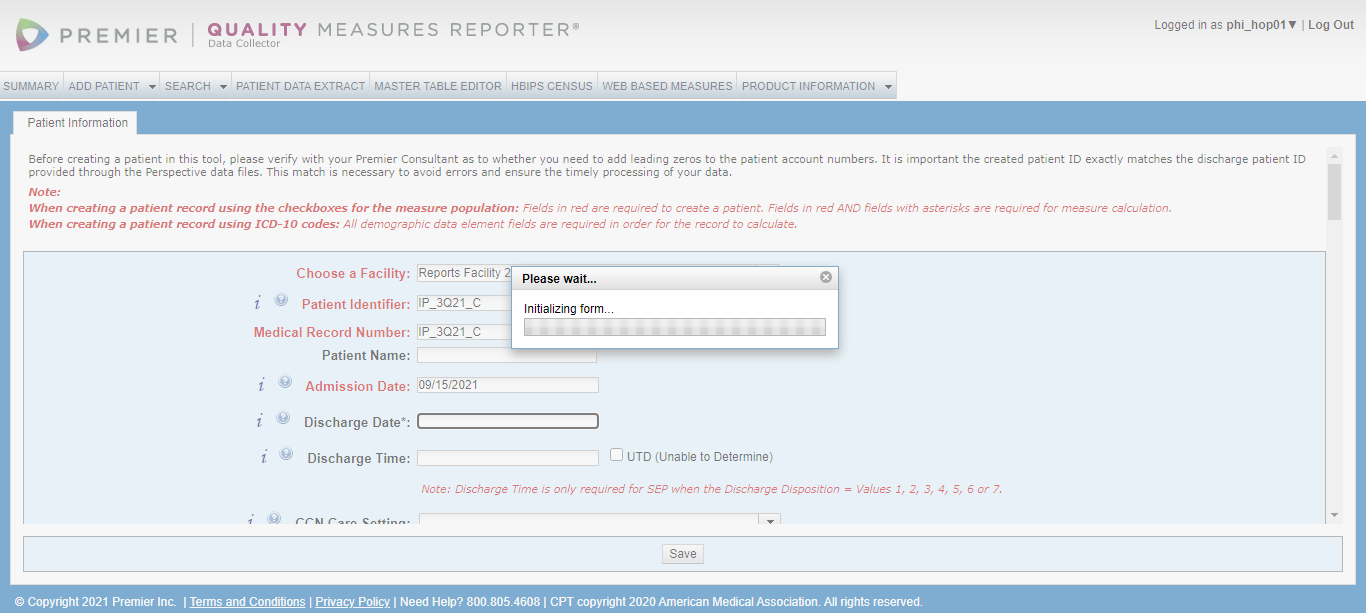 PREMIER
QUALITY MEASURES REPORTER®
Data Collector
Logged in as phi_hop01▼ | Log Out
SUMMARY ADD PATIENT SEARCH PATIENT DATA EXTRACT MASTER TABLE EDITOR HBIPS CENSUS WEB BASED MEASURES PRODUCT INFORMATION
Patient Information
Before creating a patient in this tool, please verify with your Premier Consultant as to whether you need to add leading zeros to the patient account numbers. It is important the created patient ID exactly matches the discharge patient ID
provided through the Perspective data files. This match is necessary to avoid errors and ensure the timely processing of your data.
Note:
When creating a patient record using the checkboxes for the measure population: Fields in red are required to create a patient. Fields in red AND fields with asterisks are required for measure calculation.
When creating a patient record using ICD-10 codes: All demographic data element fields are required in order for the record to calculate.
Choose a Facility: Reports Facility 2
Please wait...
Initializing form...
i ? Patient Identifier: IP_3Q21_C
Medical Record Number: IP_3Q21_C
Patient Name:
i ? Admission Date: 09/15/2021
i ? Discharge Date*:
i ? Discharge Time: UTD (Unable to Determine)
Note: Discharge Time is only required for SEP when the Discharge Disposition = Values 1, 2, 3, 4, 5, 6 or 7.
i ? CCN Care Setting:
Save
© Copyright 2021 Premier Inc. | Terms and Conditions | Privacy Policy | Need Help? 800.805.4608 | CPT copyright 2020 American Medical Association. All rights reserved.